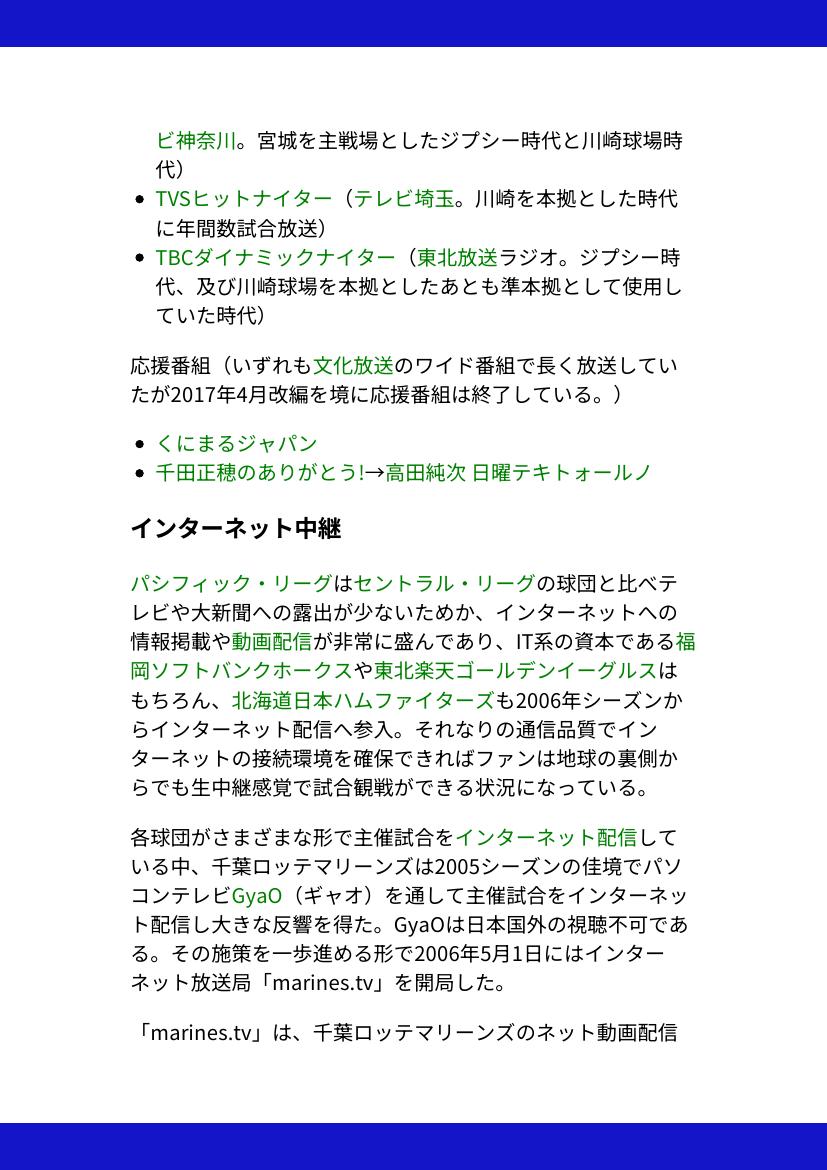 ビ神奈川。宮城を主戦場としたジプシー時代と川崎球場時
代）
• TVSヒットナイター（テレビ埼玉。川崎を本拠とした時代
に年間数試合放送）
• TBCダイナミックナイター（東北放送ラジオ。ジプシー時
代、及び川崎球場を本拠としたあとも準本拠として使用し
ていた時代）
応援番組（いずれも文化放送のワイド番組で長く放送してい
たが2017年4月改編を境に応援番組は終了している。）
• くにまるジャパン
• 千田正穂のありがとう!→高田純次 日曜テキトォールノ
インターネット中継
パシフィック・リーグはセントラル・リーグの球団と比べテ
レビや大新聞への露出が少ないためか、インターネットへの
情報掲載や動画配信が非常に盛んであり、IT系の資本である福
岡ソフトバンクホークスや東北楽天ゴールデンイーグルスは
もちろん、北海道日本ハムファイターズも2006年シーズンか
らインターネット配信へ参入。それなりの通信品質でイン
ターネットの接続環境を確保できればファンは地球の裏側か
らでも生中継感覚で試合観戦ができる状況になっている。
各球団がさまざまな形で主催試合をインターネット配信して
いる中、千葉ロッテマリーンズは2005シーズンの佳境でパソ
コンテレビGyaO（ギャオ）を通して主催試合をインターネッ
ト配信し大きな反響を得た。GyaOは日本国外の視聴不可であ
る。その施策を一歩進める形で2006年5月1日にはインター
ネット放送局「marines.tv」を開局した。
「marines.tv」は、千葉ロッテマリーンズのネット動画配信